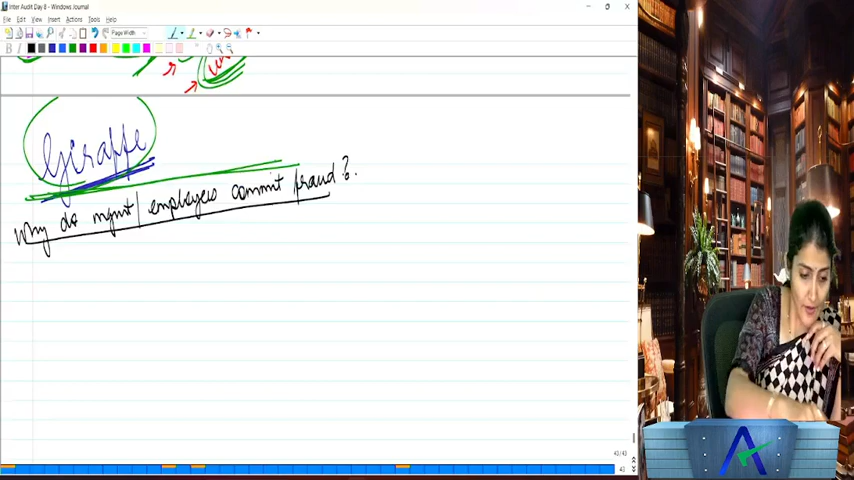 Inter Audit Day 8 - Windows Journal
File Edit View Insert Actions Tools Help
Page Width
B I
Giraffe
Why do mgmt/employees commit fraud?.
43/43
43